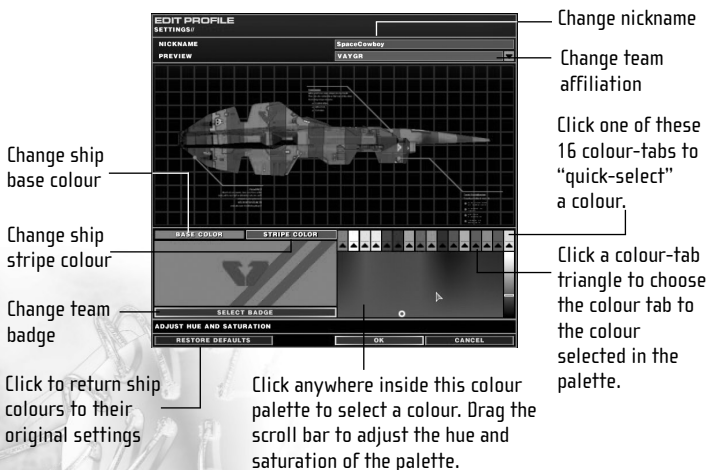 EDIT PROFILE
SETTINGS//
NICKNAME
SpaceCowboy
PREVIEW
VAYGR
BASE COLOR
STRIPE COLOR
SELECT BADGE
ADJUST HUE AND SATURATION
RESTORE DEFAULTS
OK
CANCEL
Change nickname
Change team
affiliation
Click one of these
16 colour-tabs to
“quick-select”
a colour.
Click a colour-tab
triangle to choose
the colour tab to
the colour
selected in the
palette.
Change ship
base colour
Change ship
stripe colour
Change team
badge
Click to return ship
colours to their
original settings
Click anywhere inside this colour
palette to select a colour. Drag the
scroll bar to adjust the hue and
saturation of the palette.